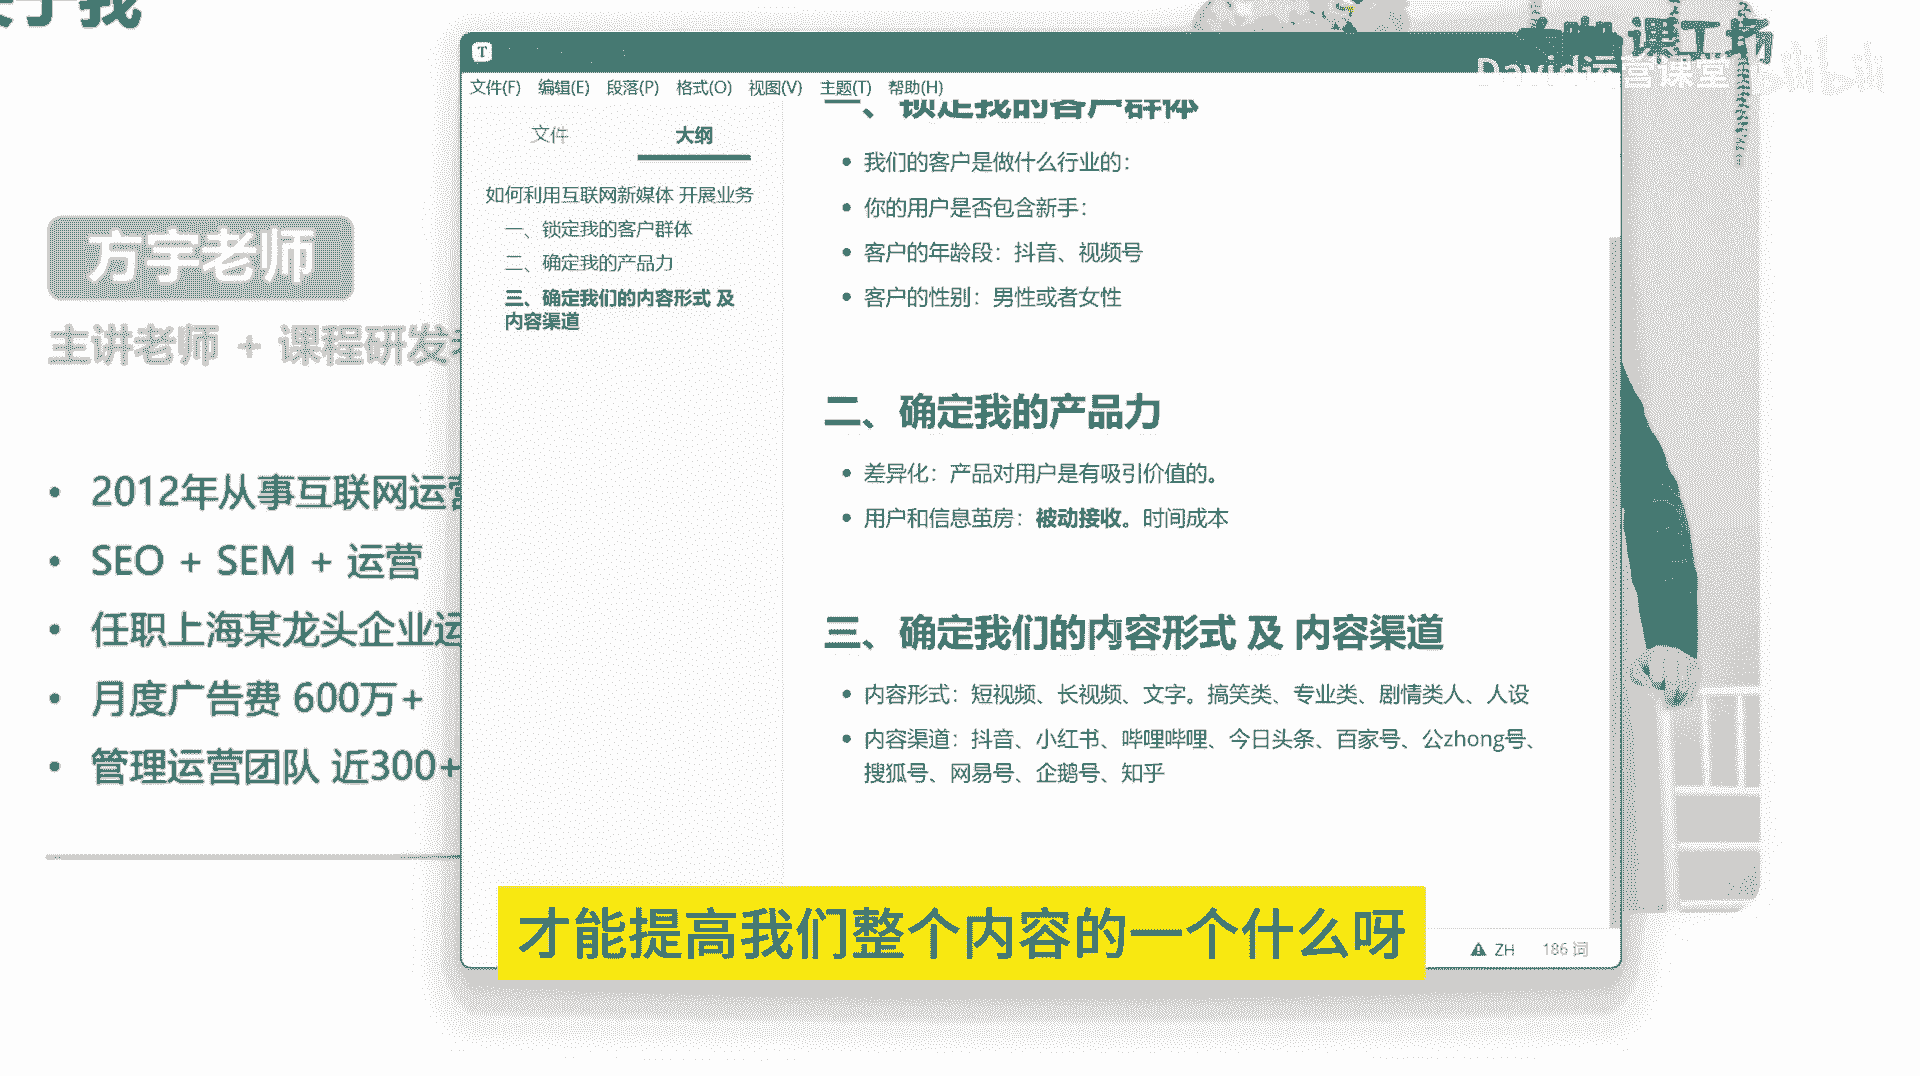 关于我
课工场
David运营课堂
bilibili
方宇老师
主讲老师 + 课程研发
2012年从事互联网运营
SEO + SEM + 运营
任职上海某龙头企业运
月度广告费 600万+
管理运营团队 近300+
T
文件(F) 编辑(E) 段落(P) 格式(O) 视图(V) 主题(T) 帮助(H)
文件 大纲
如何利用互联网新媒体 开展业务
一、锁定我的客户群体
二、确定我的产品力
三、确定我们的内容形式 及
内容渠道
一、锁定我的客户群体
我们的客户是做什么行业的：
你的用户是否包含新手：
客户的年龄段：抖音、视频号
客户的性别：男性或者女性
二、确定我的产品力
差异化：产品对用户是有吸引价值的。
用户和信息茧房：被动接收。时间成本
三、确定我们的内容形式 及 内容渠道
内容形式：短视频、长视频、文字。搞笑类、专业类、剧情类人、人设
内容渠道：抖音、小红书、哔哩哔哩、今日头条、百家号、公zhong号、
搜狐号、网易号、企鹅号、知乎
ZH 186 词
才能提高我们整个内容的一个什么呀